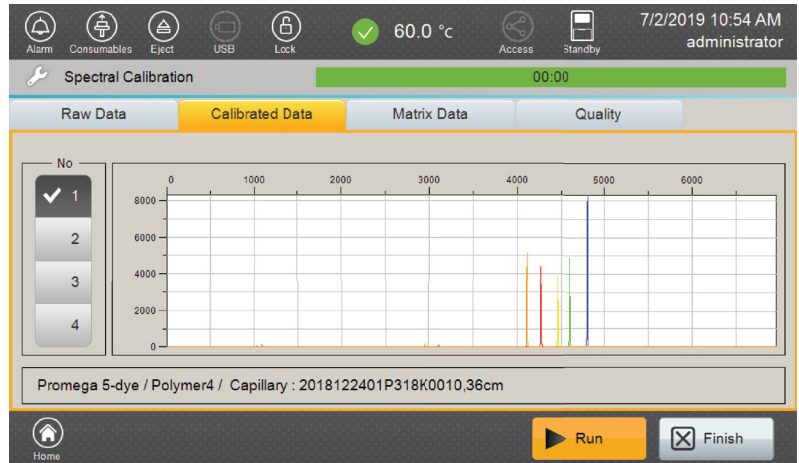 7/2/2019 10:54 AM
60.0 °c
administrator
Alarm Consumables Eject USB Lock Access Standby
Spectral Calibration 00:00
Raw Data Calibrated Data Matrix Data Quality
No
0 1000 2000 3000 4000 5000 6000
1
8000
2
6000
3
4000
4
2000
0
Promega 5-dye / Polymer4 / Capillary : 2018122401P318K0010,36cm
Run Finish
Home